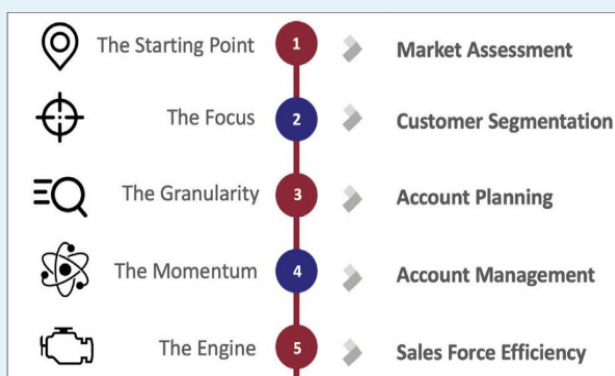 The Starting Point 1 Market Assessment
The Focus 2 Customer Segmentation
The Granularity 3 Account Planning
The Momentum 4 Account Management
The Engine 5 Sales Force Efficiency